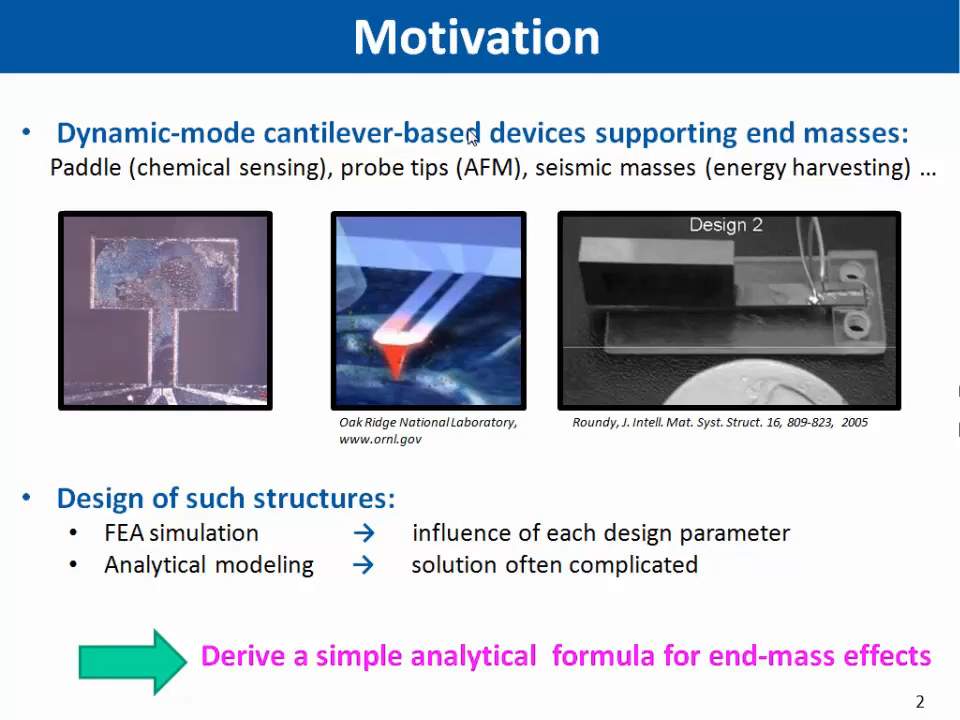 Motivation
• Dynamic-mode cantilever-based devices supporting end masses:
Paddle (chemical sensing), probe tips (AFM), seismic masses (energy harvesting) ...
Design 2
Oak Ridge National Laboratory,
www.ornl.gov
Roundy, J. Intell. Mat. Syst. Struct. 16, 809-823, 2005
• Design of such structures:
• FEA simulation → influence of each design parameter
• Analytical modeling → solution often complicated
Derive a simple analytical formula for end-mass effects
2